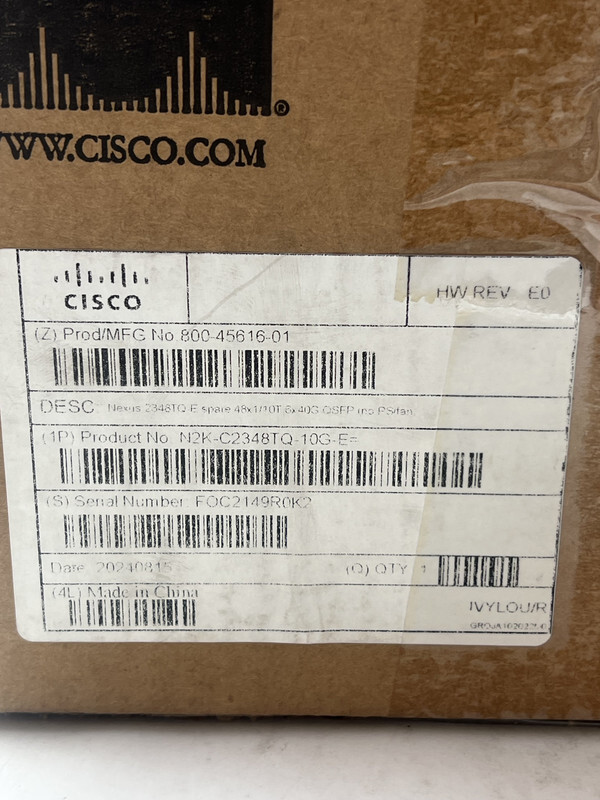 ®
WWW.CISCO.COM
CISCO
HW REV E0
(Z) Prod/MFG No.800-45616-01
DESC Nexus 2348TQ-E spare 48x1/10T 6x40G QSFP (no PS/fan)
(1P) Product No. N2K-C2348TQ-10G-E=
(S) Serial Number FOC2149R0K2
Date 20240815
(Q) QTY 1
(4L) Made in China
IVYLOU/R